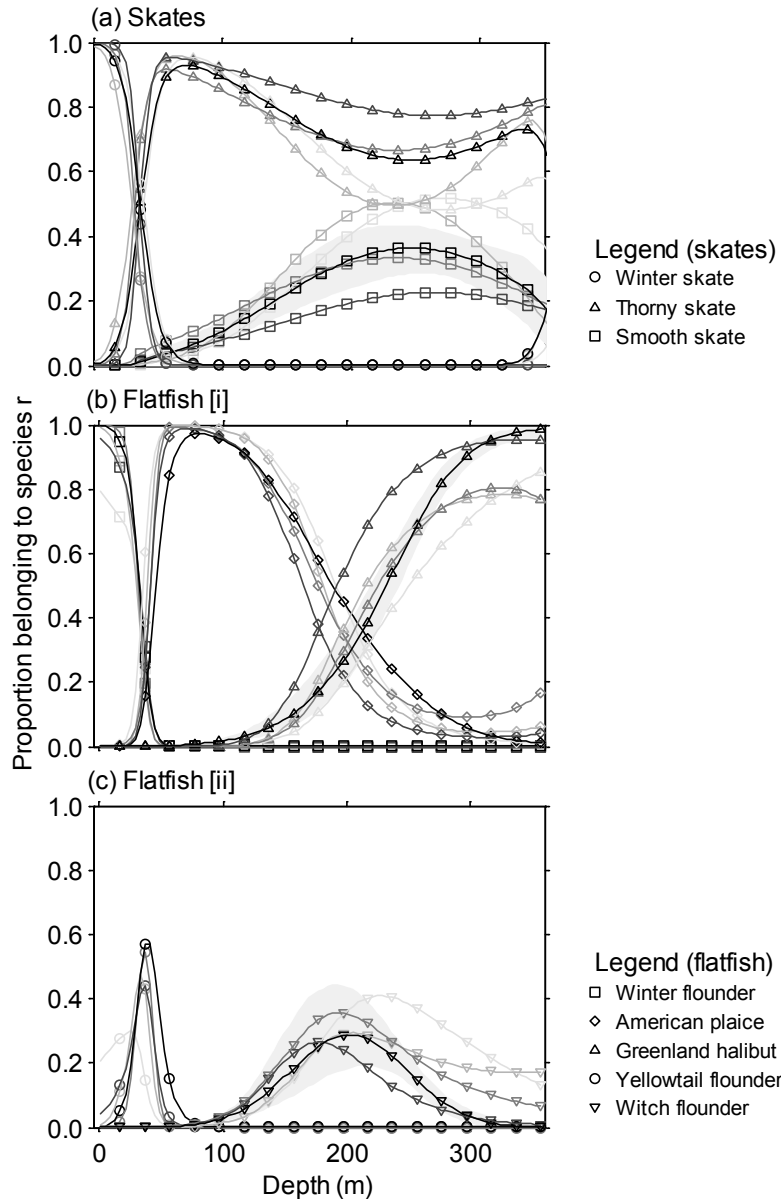 (a) Skates
1.0
0.8
0.6
0.4
0.2
0.0
Legend (skates)
Winter skate
Thorny skate
Smooth skate
(b) Flatfish [i]
1.0
0.8
0.6
0.4
0.2
0.0
Proportion belonging to species r
(c) Flatfish [ii]
1.0
0.8
0.6
0.4
0.2
0.0
0
100
200
300
Depth (m)
Legend (flatfish)
Winter flounder
American plaice
Greenland halibut
Yellowtail flounder
Witch flounder